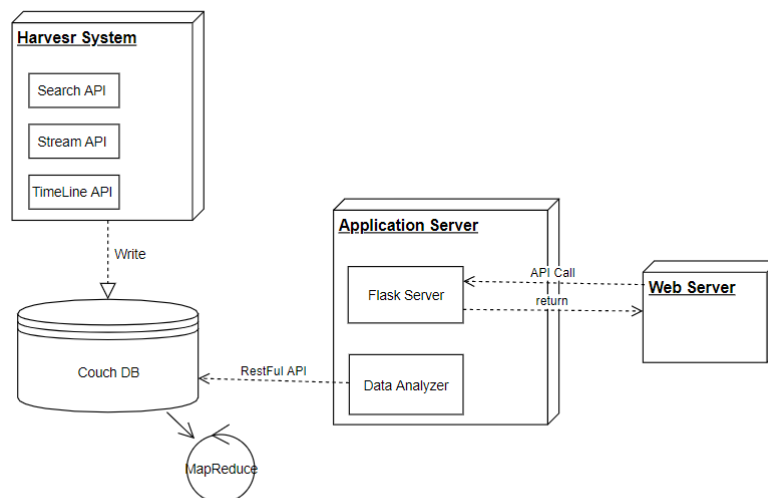 Harvesr System
Search API
Stream API
TimeLine API
Write
Application Server
API Call
Flask Server
return
Web Server
Couch DB
RestFul API
Data Analyzer
MapReduce